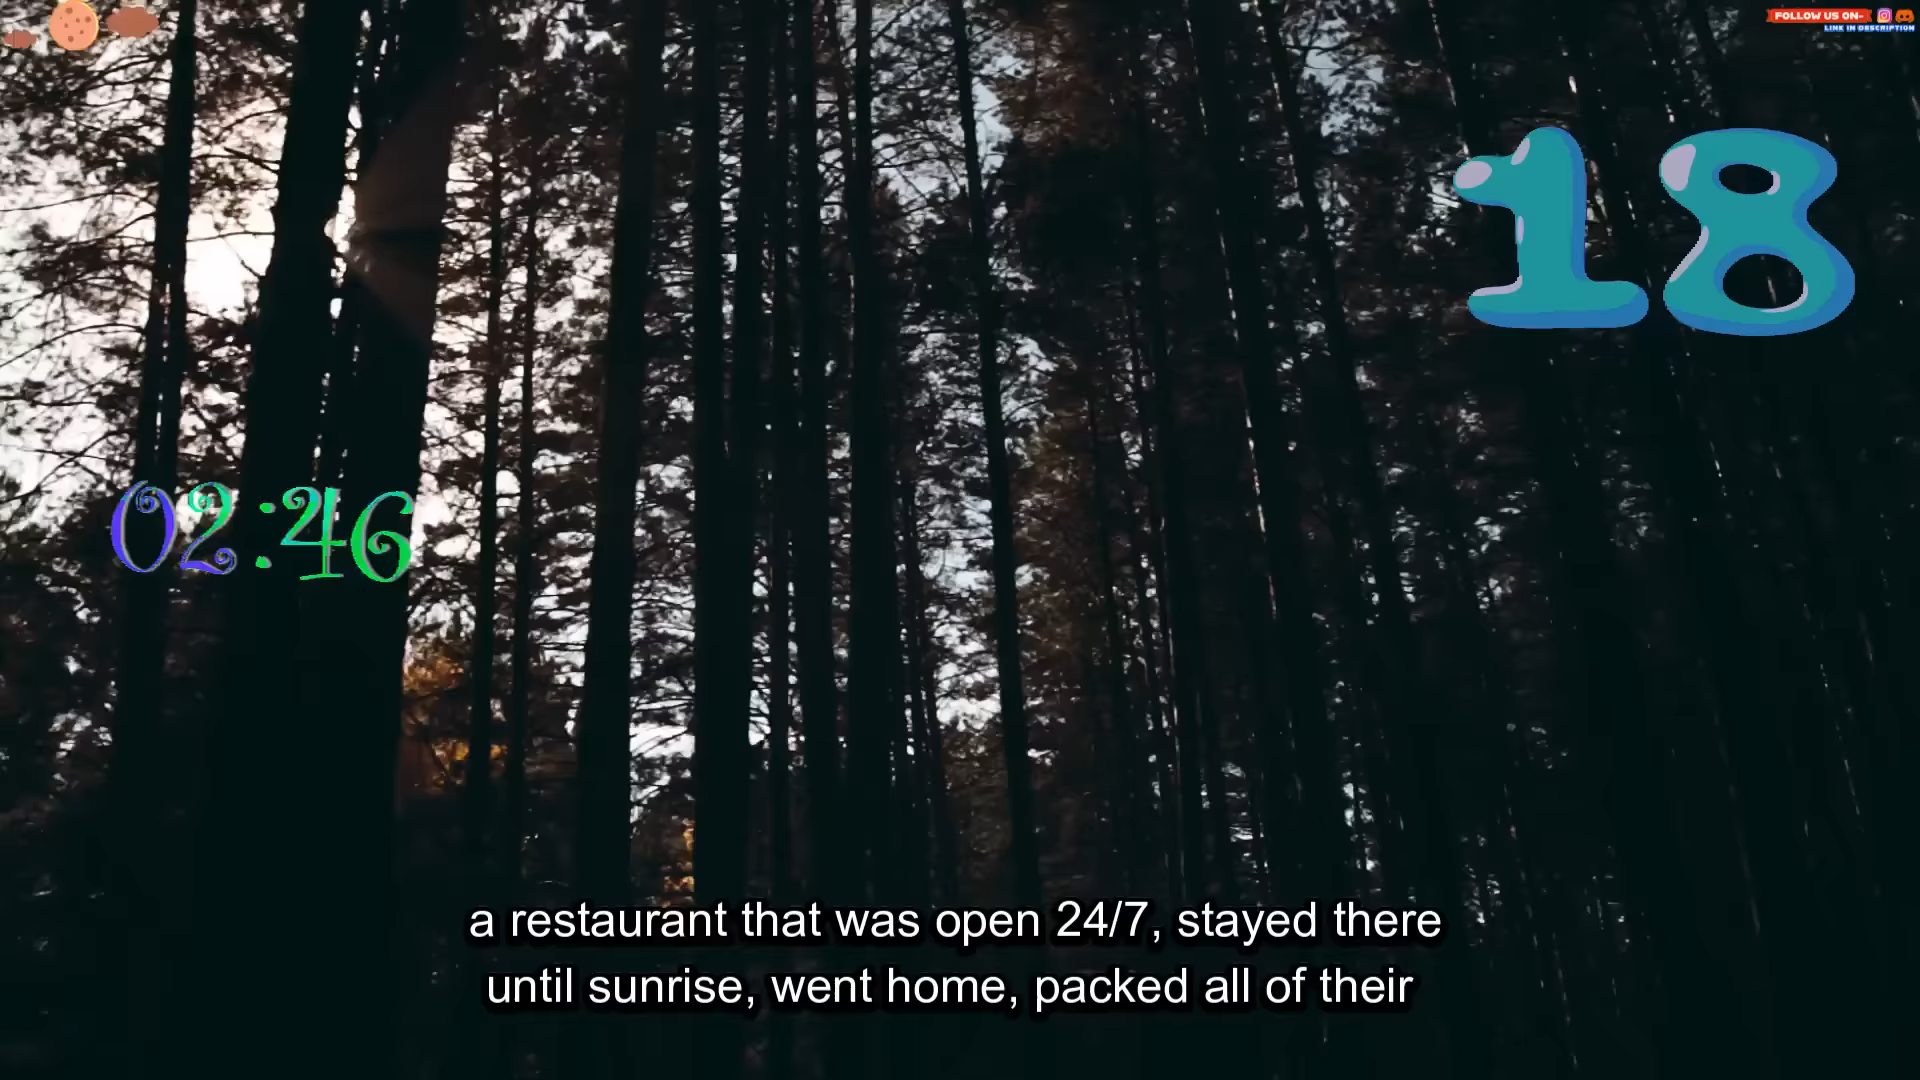 FOLLOW US ON-
LINK IN DESCRIPTION
18
02:46
a restaurant that was open 24/7, stayed there
until sunrise, went home, packed all of their